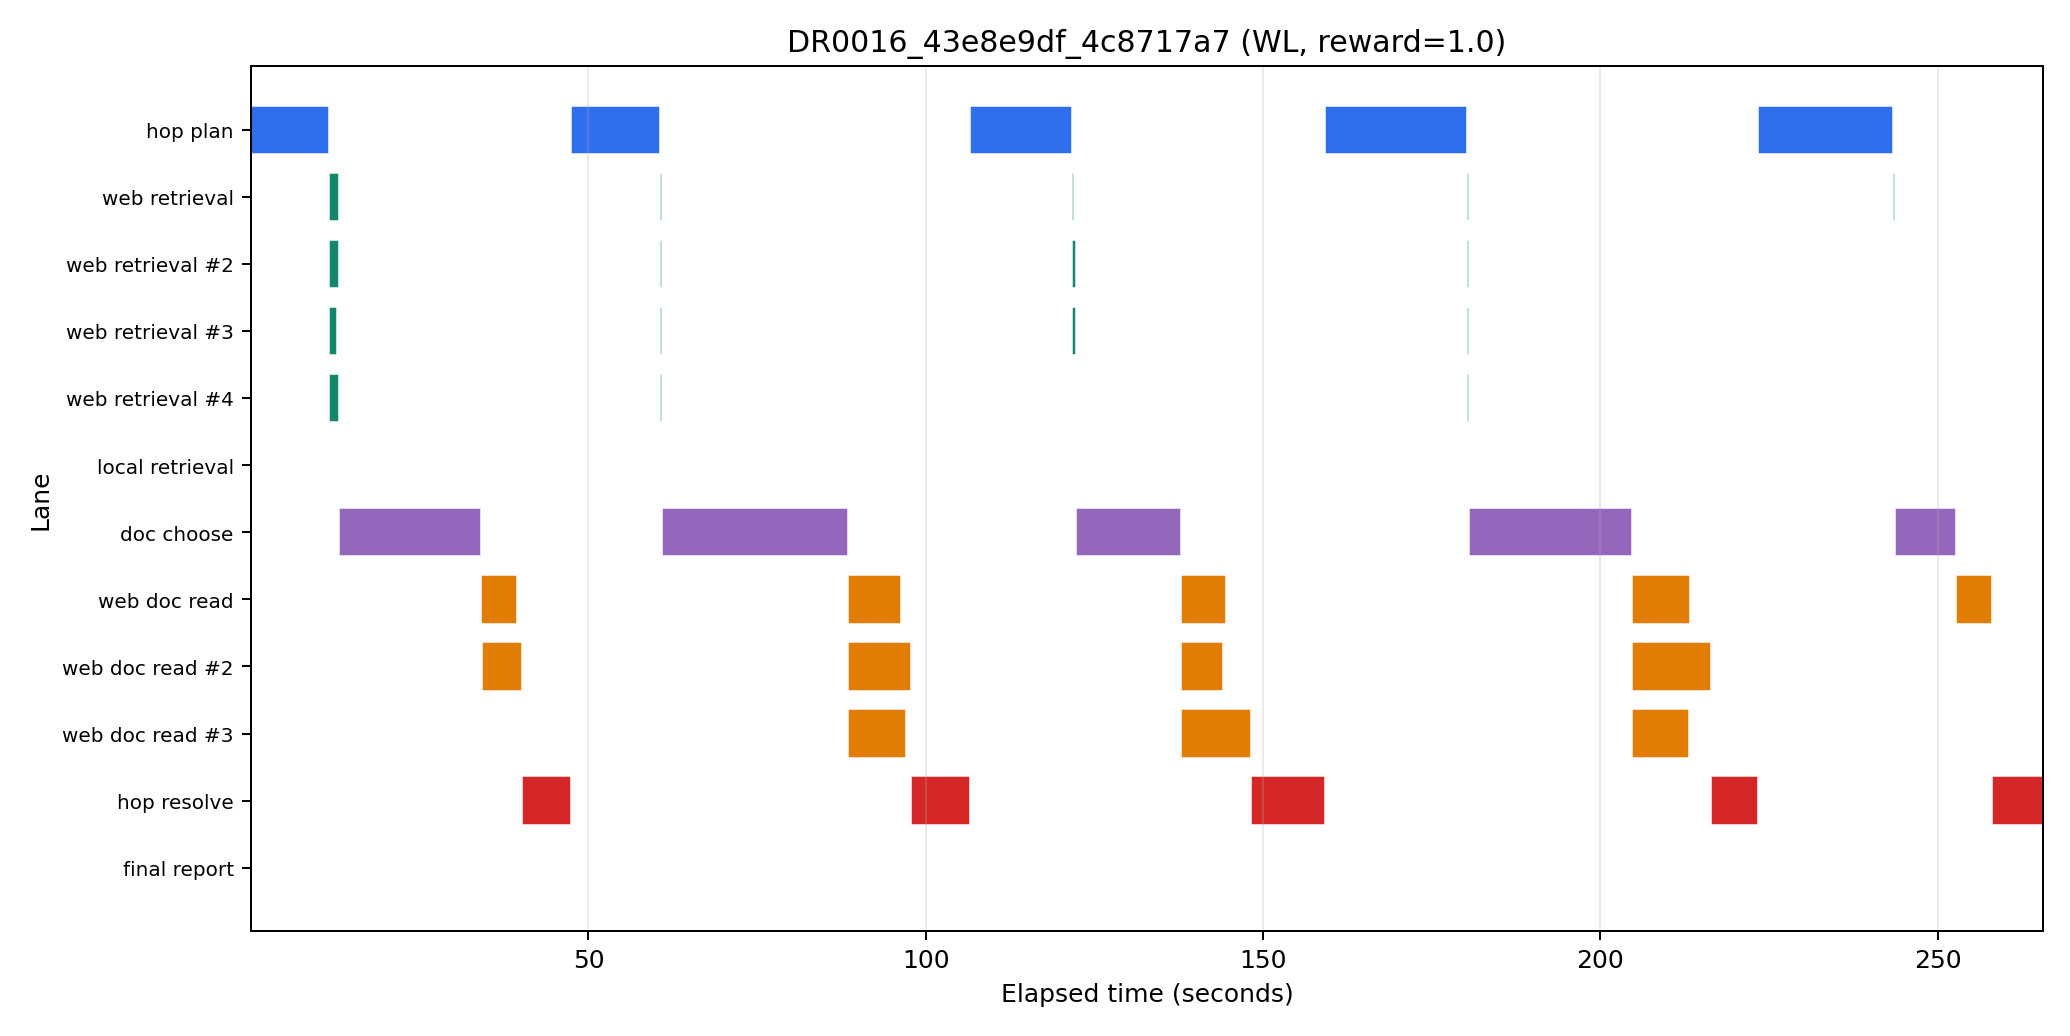 DR0016_43e8e9df_4c8717a7 (WL, reward=1.0)
hop plan
web retrieval
web retrieval #2
web retrieval #3
web retrieval #4
local retrieval
doc choose
web doc read
web doc read #2
web doc read #3
hop resolve
final report
Lane
50
100
150
200
250
Elapsed time (seconds)